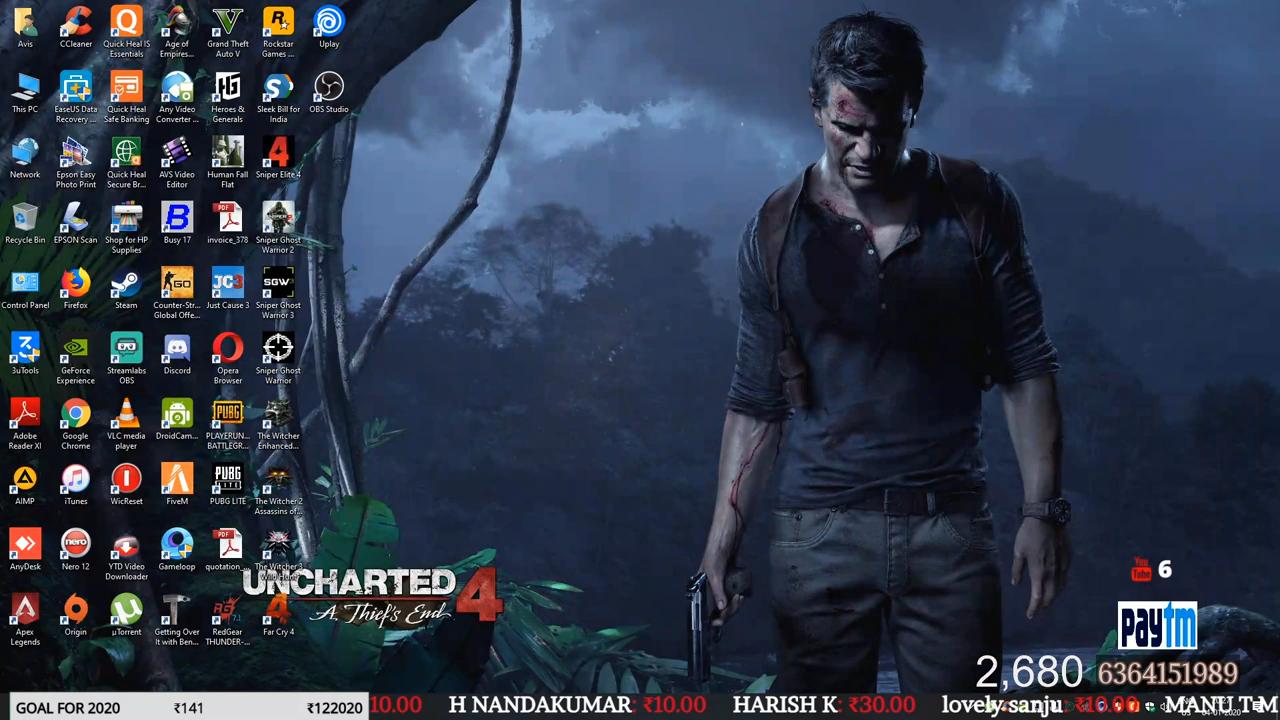 Avis
CCleaner
Quick Heal IS Essentials
Age of Empires...
Grand Theft Auto V
Rockstar Games ...
Uplay
This PC
EaseUS Data Recovery ...
Quick Heal Safe Banking
Any Video Converter ...
Heroes & Generals
Sleek Bill for India
OBS Studio
Network
Epson Easy Photo Print
Quick Heal Secure Br...
AVS Video Editor
Human Fall Flat
Sniper Elite 4
Recycle Bin
EPSON Scan
Shop for HP Supplies
Busy 17
invoice_378
Sniper Ghost Warrior 2
Control Panel
Firefox
Steam
Counter-Str... Global Offe...
Just Cause 3
Sniper Ghost Warrior 3
3uTools
GeForce Experience
Streamlabs OBS
Discord
Opera Browser
Sniper Ghost Warrior
Adobe Reader XI
Google Chrome
VLC media player
DroidCam...
PLAYERUN... BATTLEGR...
The Witcher Enhanced...
AIMP
iTunes
WicReset
FiveM
PUBG LITE
The Witcher 2 Assassins of...
AnyDesk
Nero 12
YTD Video Downloader
Gameloop
quotation_...
The Witcher 3
Apex Legends
Origin
µTorrent
Getting Over It with Ben...
RedGear THUNDER-...
Far Cry 4
UNCHARTED 4
A Thief's End
You Tube 6
paytm
2,680 6364151989
GOAL FOR 2020 ₹141 ₹122020
10.00 H NANDAKUMAR: ₹10.00 HARISH K: ₹30.00 lovely sanju: ₹10.00